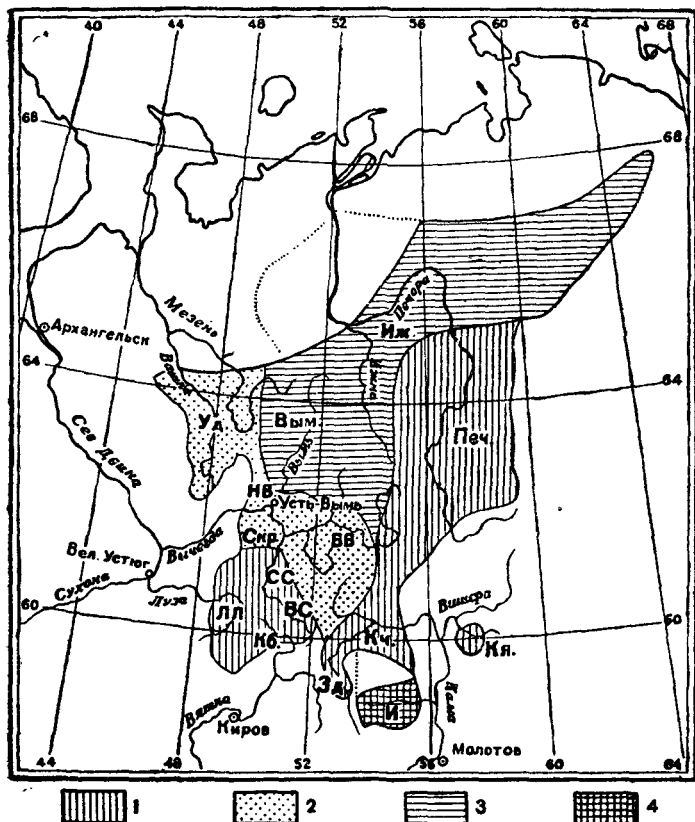 40 44 48 52 56 60 64 68
68 68
Мезень
Печора
Иж.
Архангельск
64 64
Вашка
Ижма
Уд.
Вым.
Вымь
Печ.
Сев Двина
НВ
Усть-Вымь
Скр.
ВВ
Вычегда
Вел. Устюг
СС
Сухона
Луза
ВС
Вишера
60 60
ЛЛ
Кб.
Кч.
Кя.
Зд.
И
Кама
Вятка
Киров
Молотов
44 48 52 56 60 64
1 2 3 4